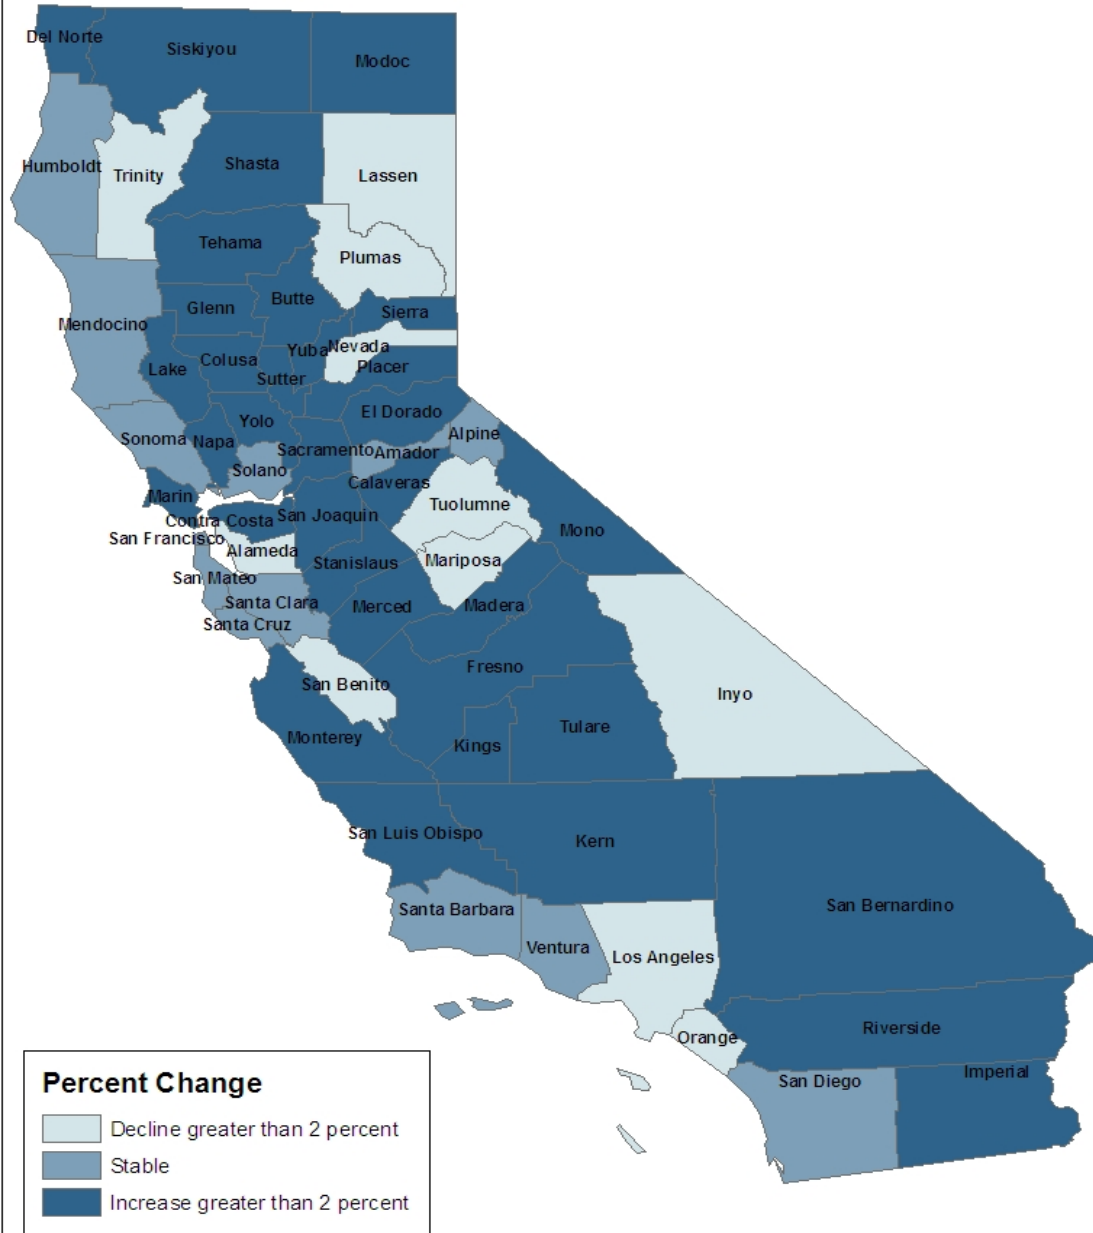 Del Norte
Siskiyou
Modoc
Humboldt
Trinity
Shasta
Lassen
Tehama
Plumas
Butte
Glenn
Sierra
Mendocino
Yuba
Nevada
Lake
Colusa
Placer
Sutter
El Dorado
Yolo
Alpine
Sonoma
Napa
Sacramento
Amador
Solano
Calaveras
Marin
Tuolumne
Contra Costa
San Joaquin
Mono
San Francisco
Alameda
Stanislaus
Mariposa
San Mateo
Santa Clara
Merced
Madera
Santa Cruz
Fresno
San Benito
Inyo
Monterey
Kings
Tulare
San Luis Obispo
Kern
Santa Barbara
San Bernardino
Ventura
Los Angeles
Orange
Riverside
San Diego
Imperial
Percent Change
Decline greater than 2 percent
Stable
Increase greater than 2 percent